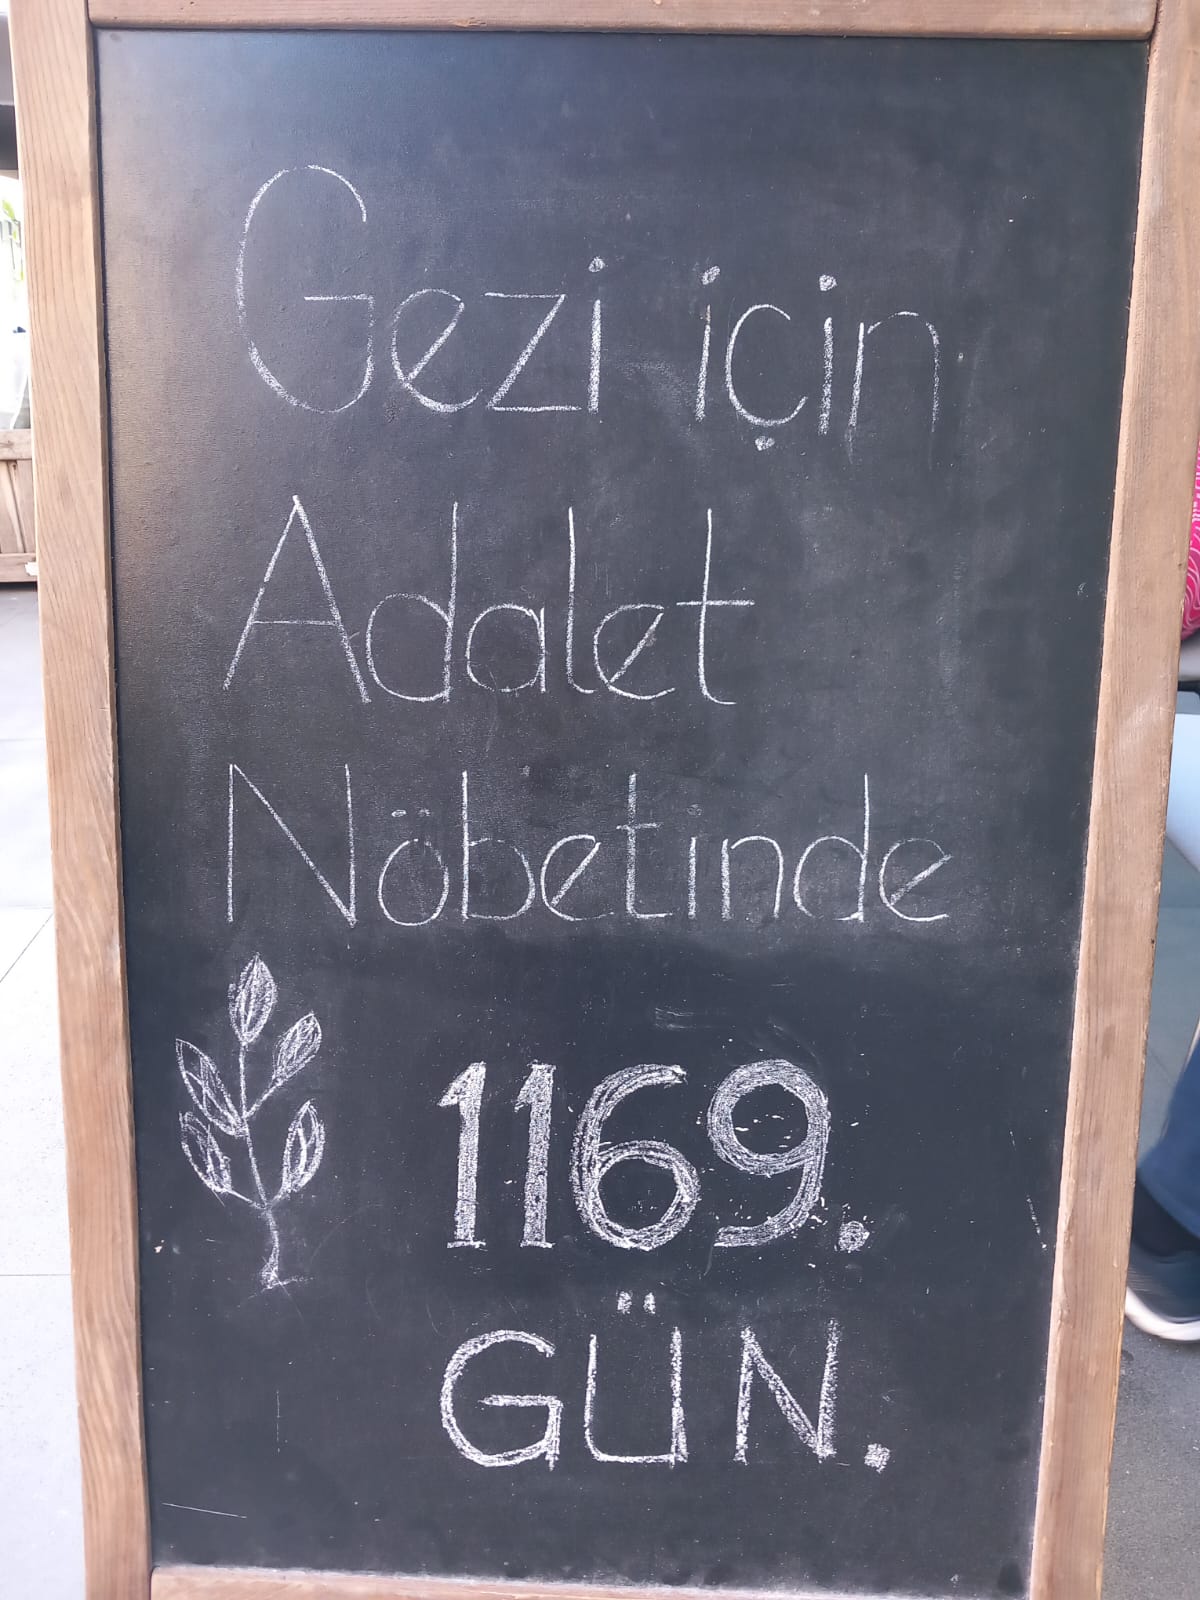 Gezi için
Adalet
Nöbetinde
1169.
GÜN.